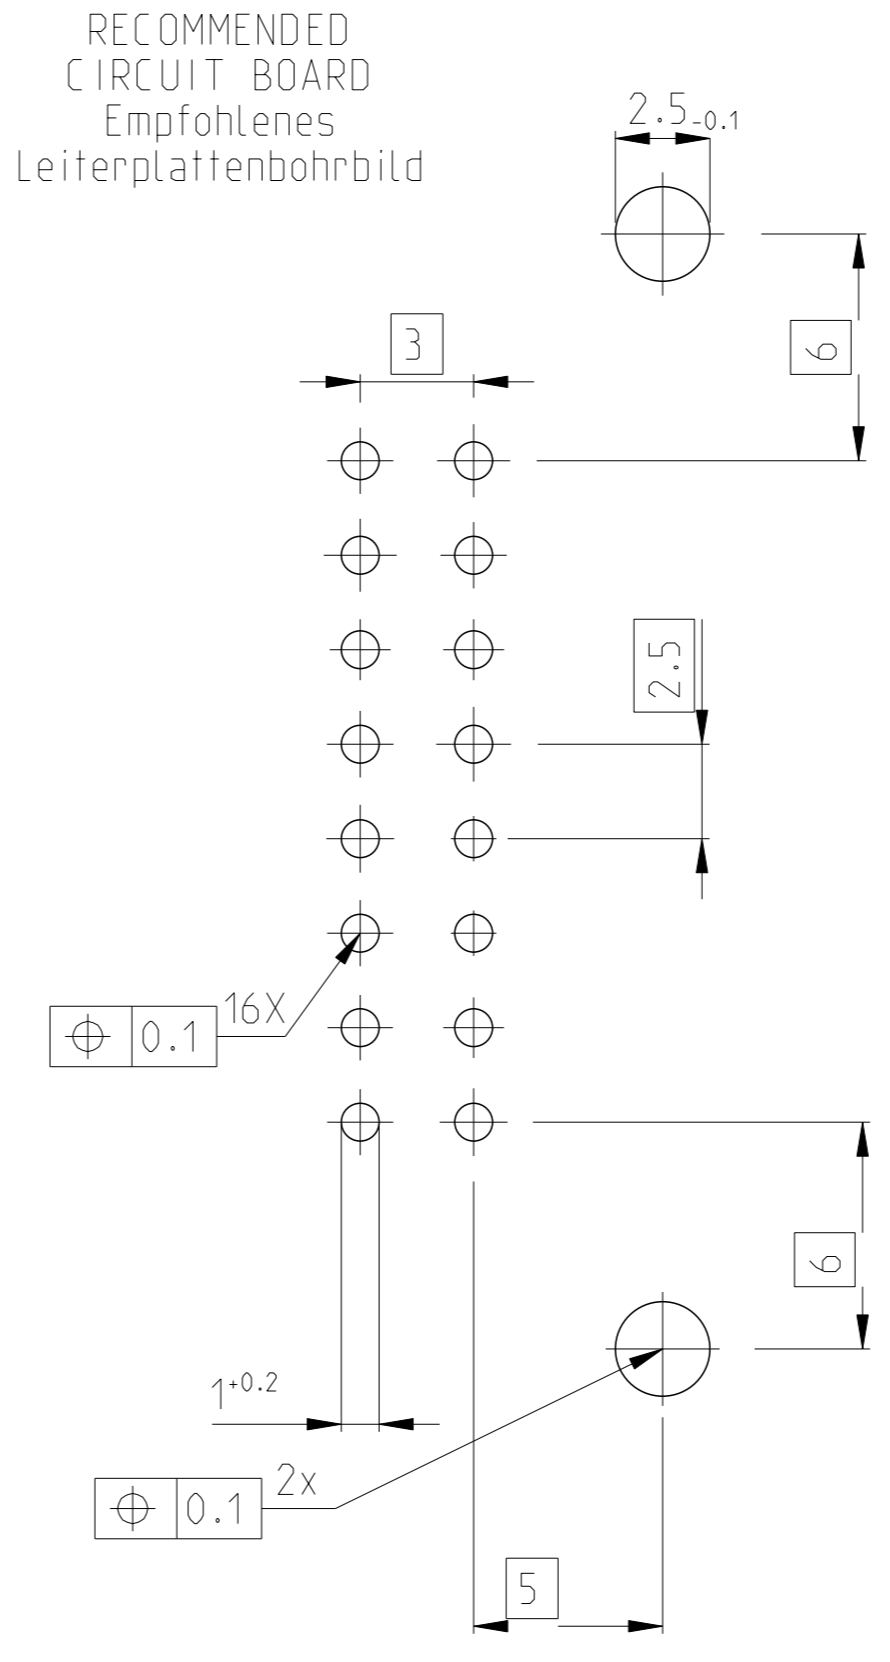 RECOMMENDED
CIRCUIT BOARD
Empfohlenes
Leiterplattenbohrbild
2.5-0.1
3
6
2.5
16X
0.1
6
1+0.2
2x
0.1
5